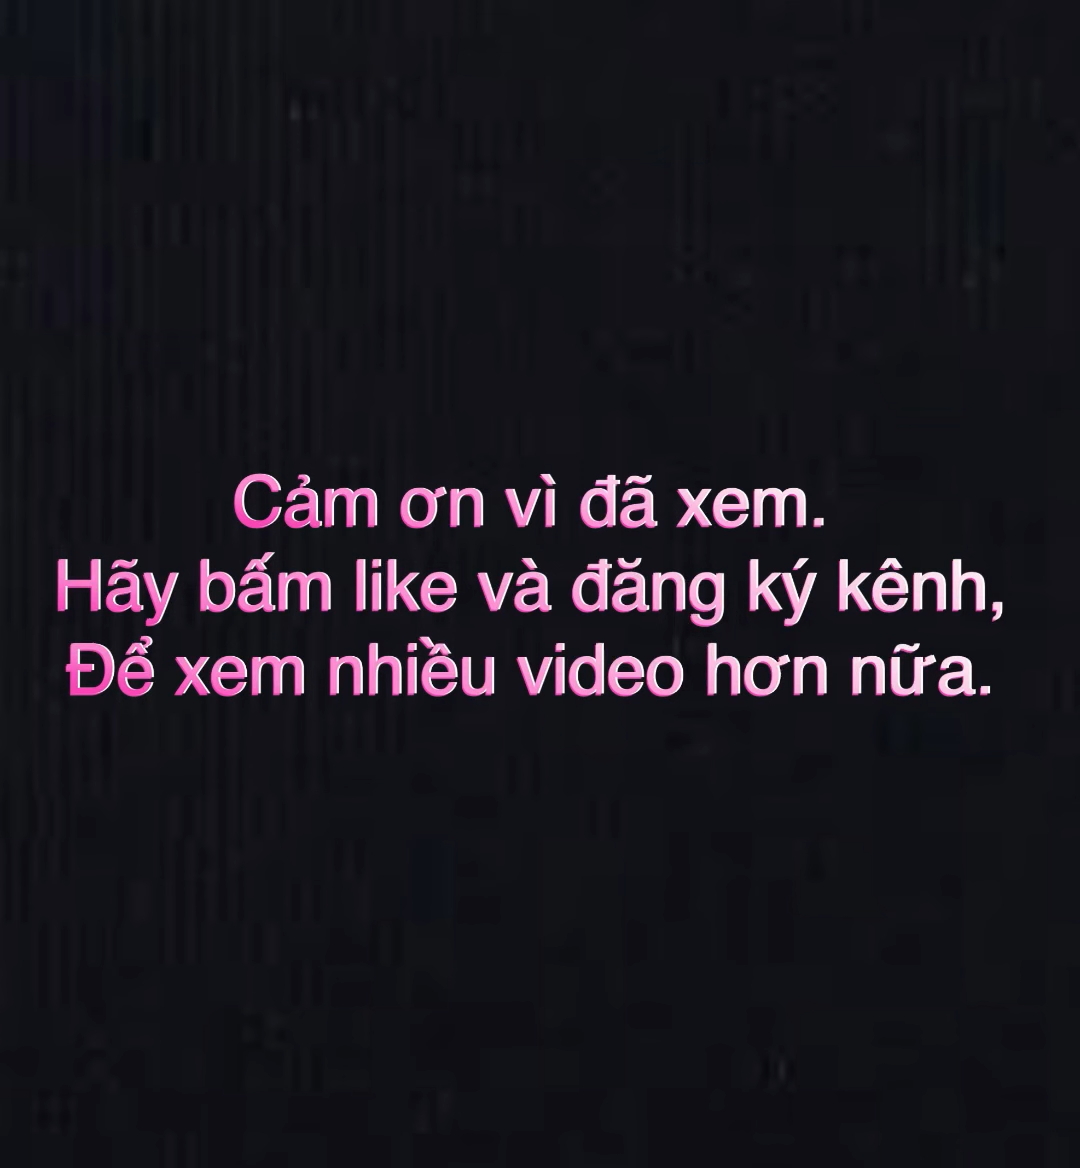 Cảm ơn vì đã xem.
Hãy bấm like và đăng ký kênh,
Để xem nhiều video hơn nữa.